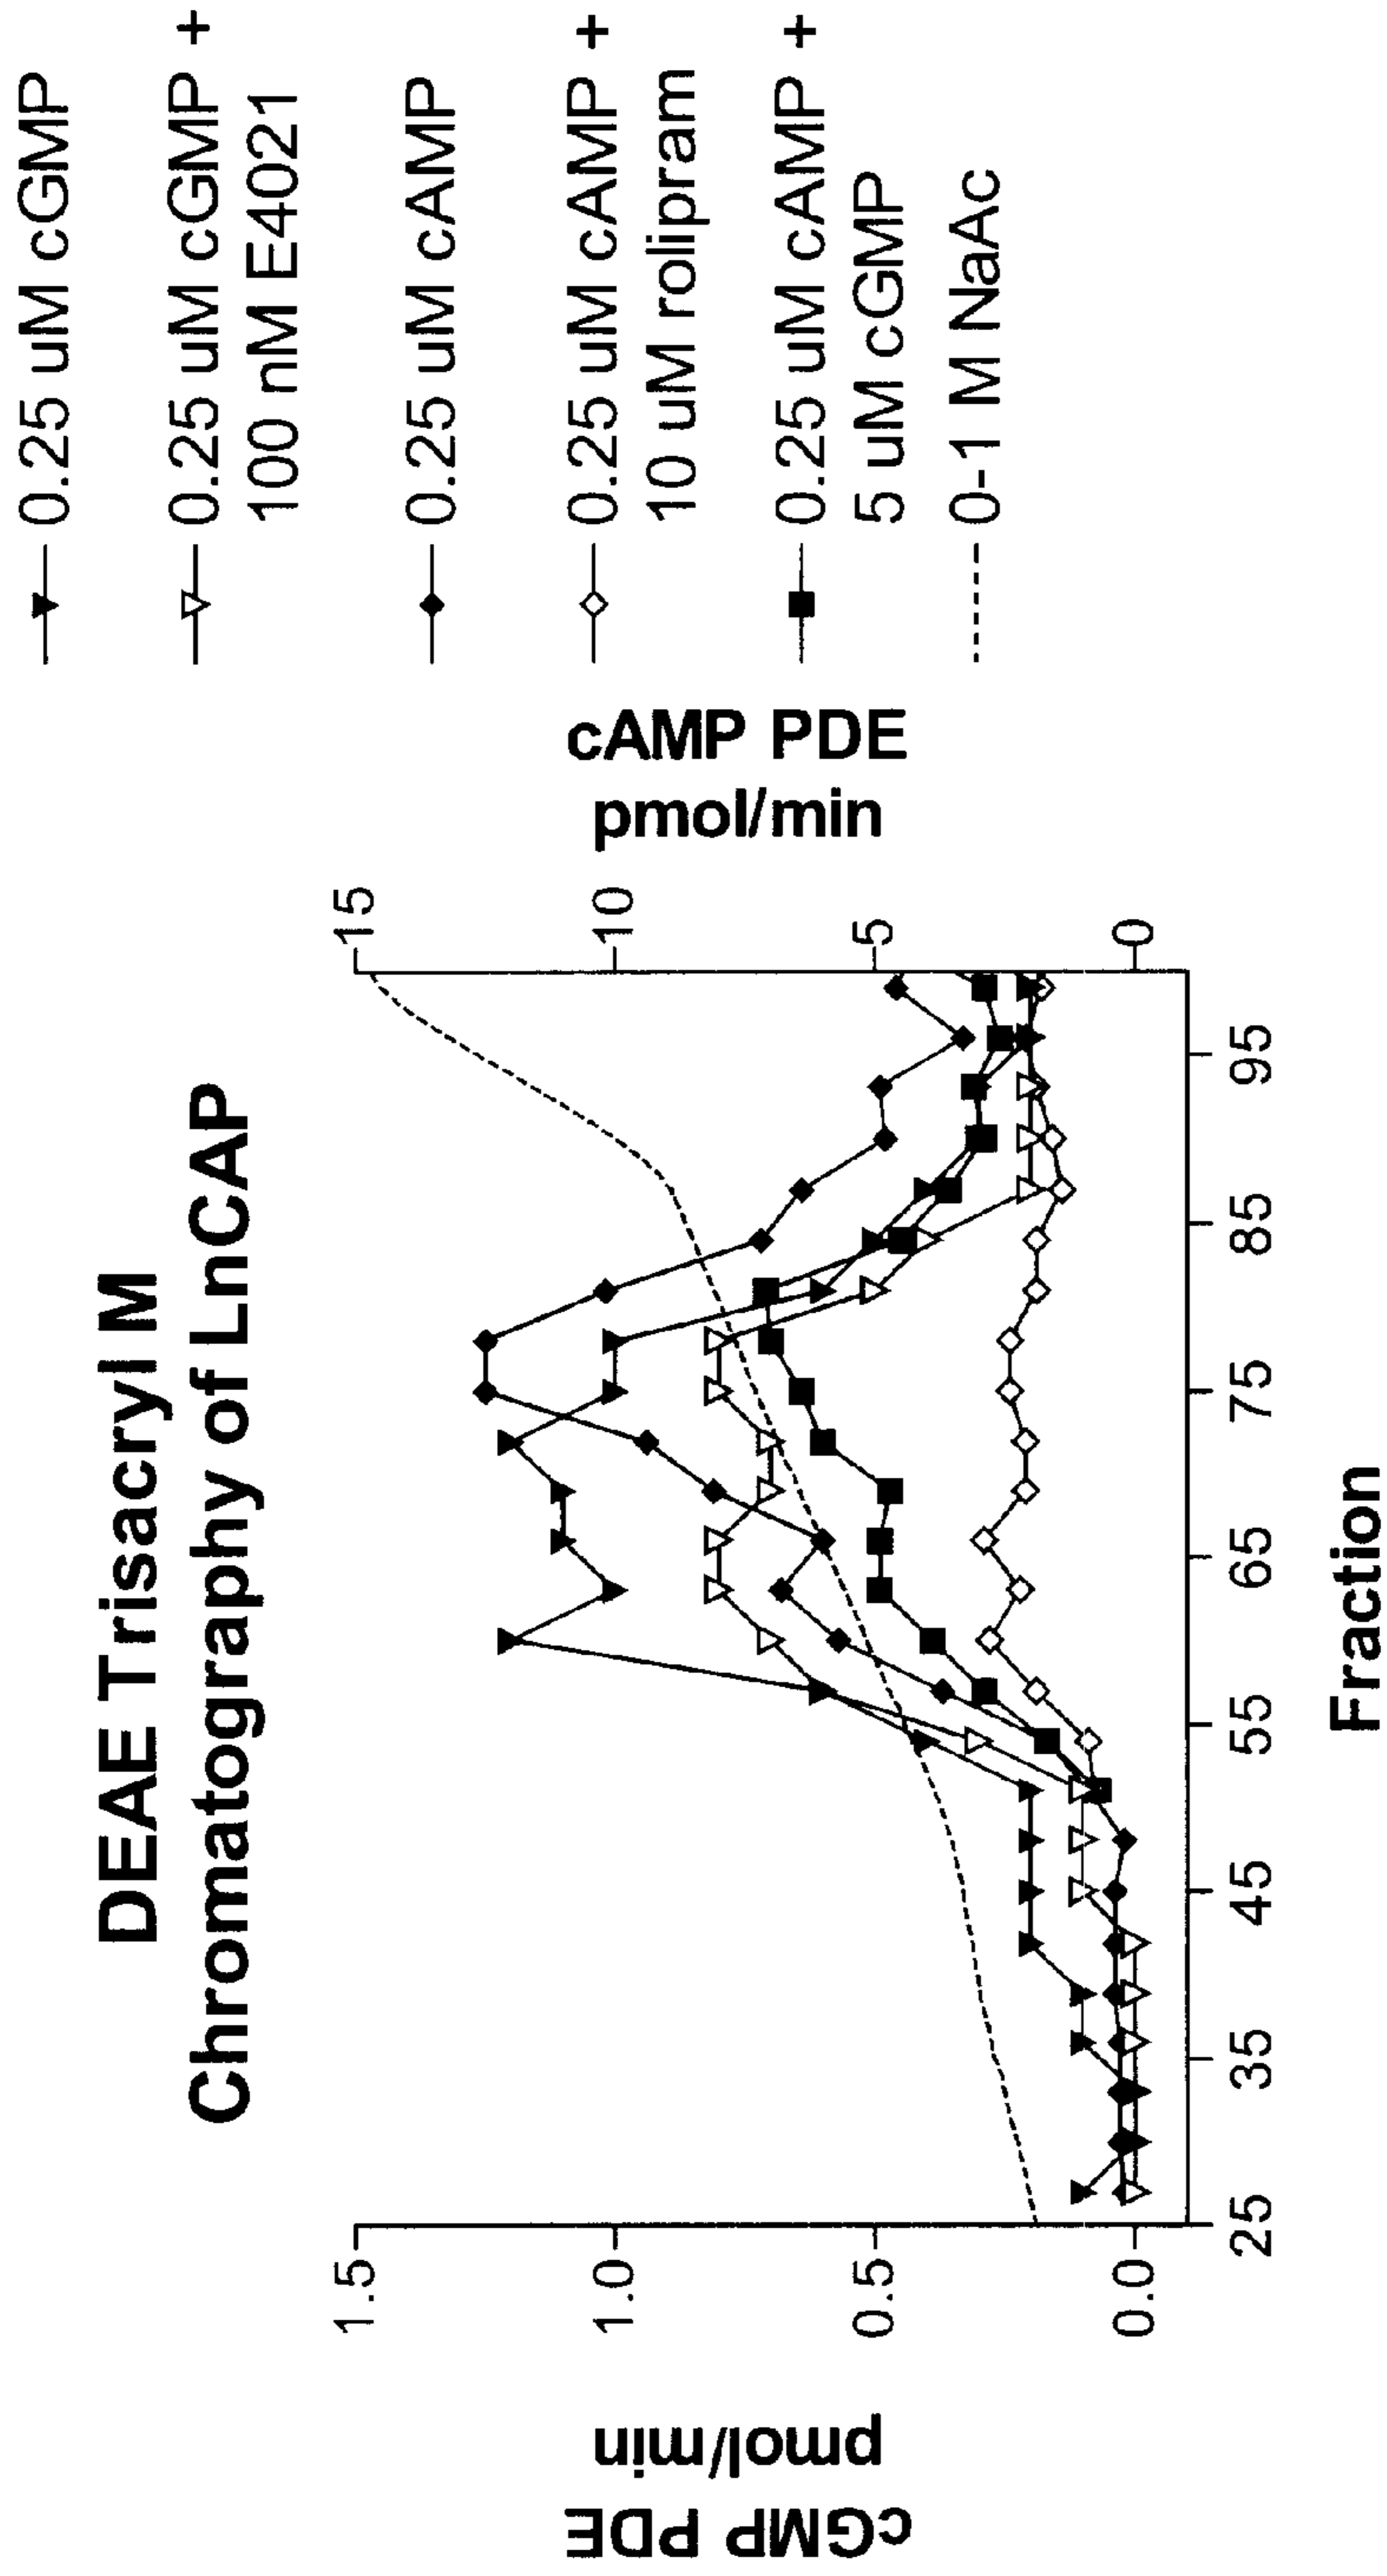 DEAE Trisacryl M
Chromatography of LnCAP
cGMP PDE
pmol/min
1.5
1.0
0.5
0.0
25
35
45
55
65
75
85
95
Fraction
15
10
5
0
cAMP PDE
pmol/min
0.25 uM cGMP
0.25 uM cGMP +
100 nM E4021
0.25 uM cAMP
0.25 uM cAMP +
10 uM rolipram
0.25 uM cAMP +
5 uM cGMP
0-1 M NaAc